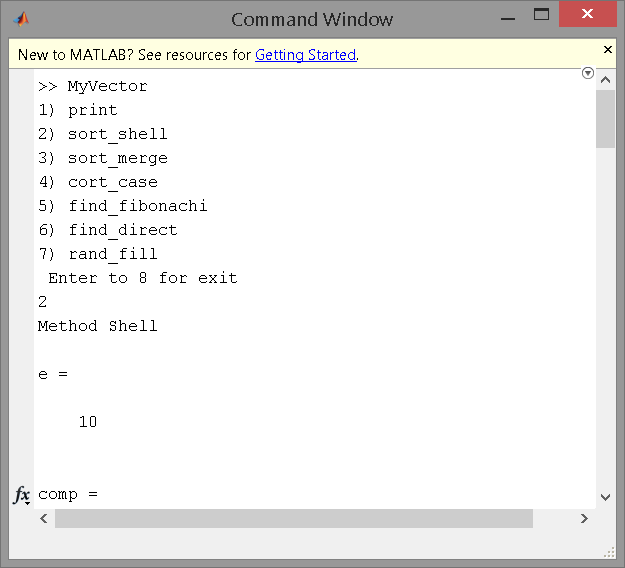 Command Window
New to MATLAB? See resources for Getting Started.
>> MyVector
1) print
2) sort_shell
3) sort_merge
4) cort_case
5) find_fibonachi
6) find_direct
7) rand_fill
Enter to 8 for exit
2
Method Shell
e =
10
fx comp =